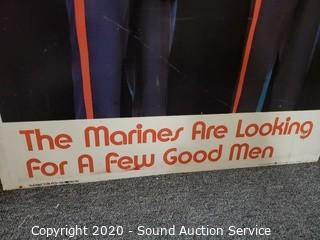 The Marines Are Looking
For A Few Good Men
Copyright 2020 - Sound Auction Service